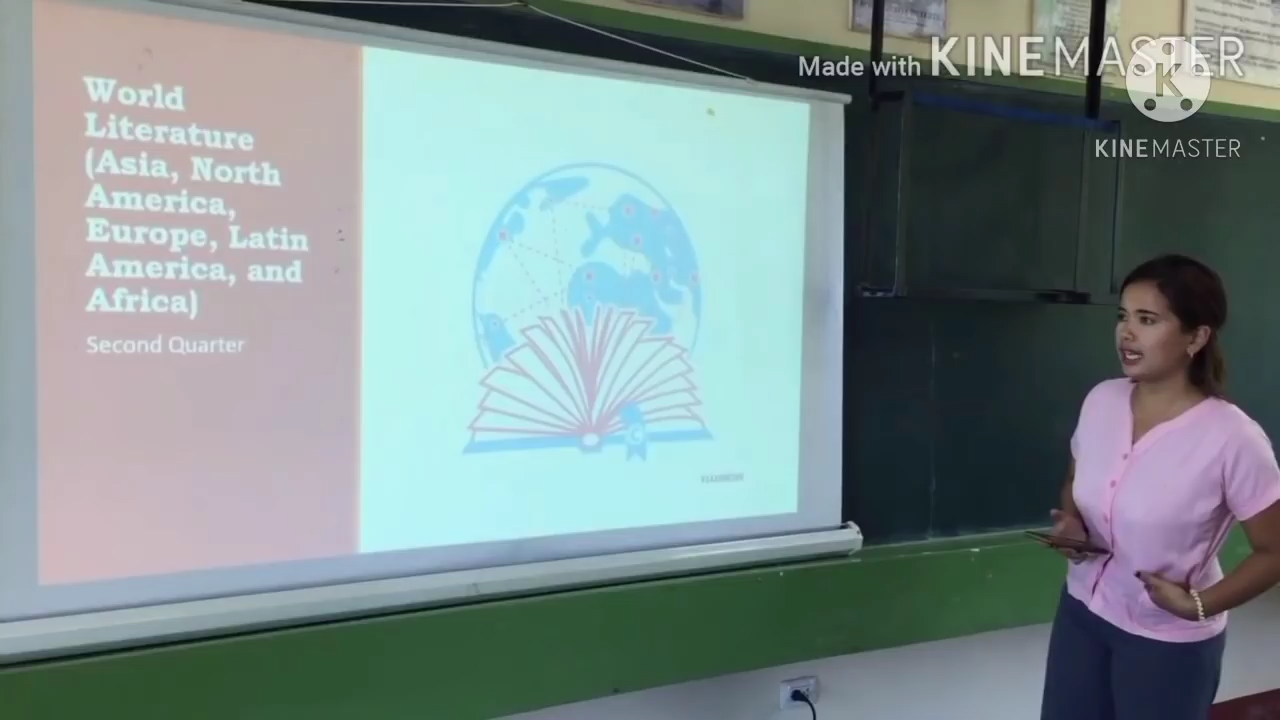 World
Literature
(Asia, North
America,
Europe, Latin
America, and
Africa)
Second Quarter
Made with KINEMASTER
K
KINEMASTER